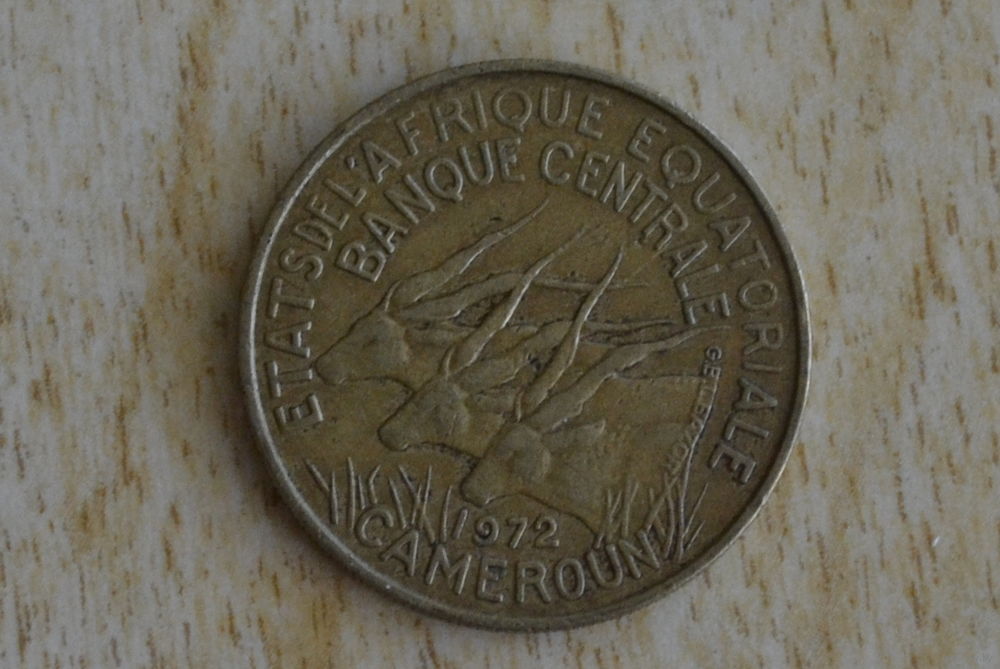 ETATS DE L'AFRIQUE EQUATORIALE
BANQUE CENTRALE
1972
CAMEROUN